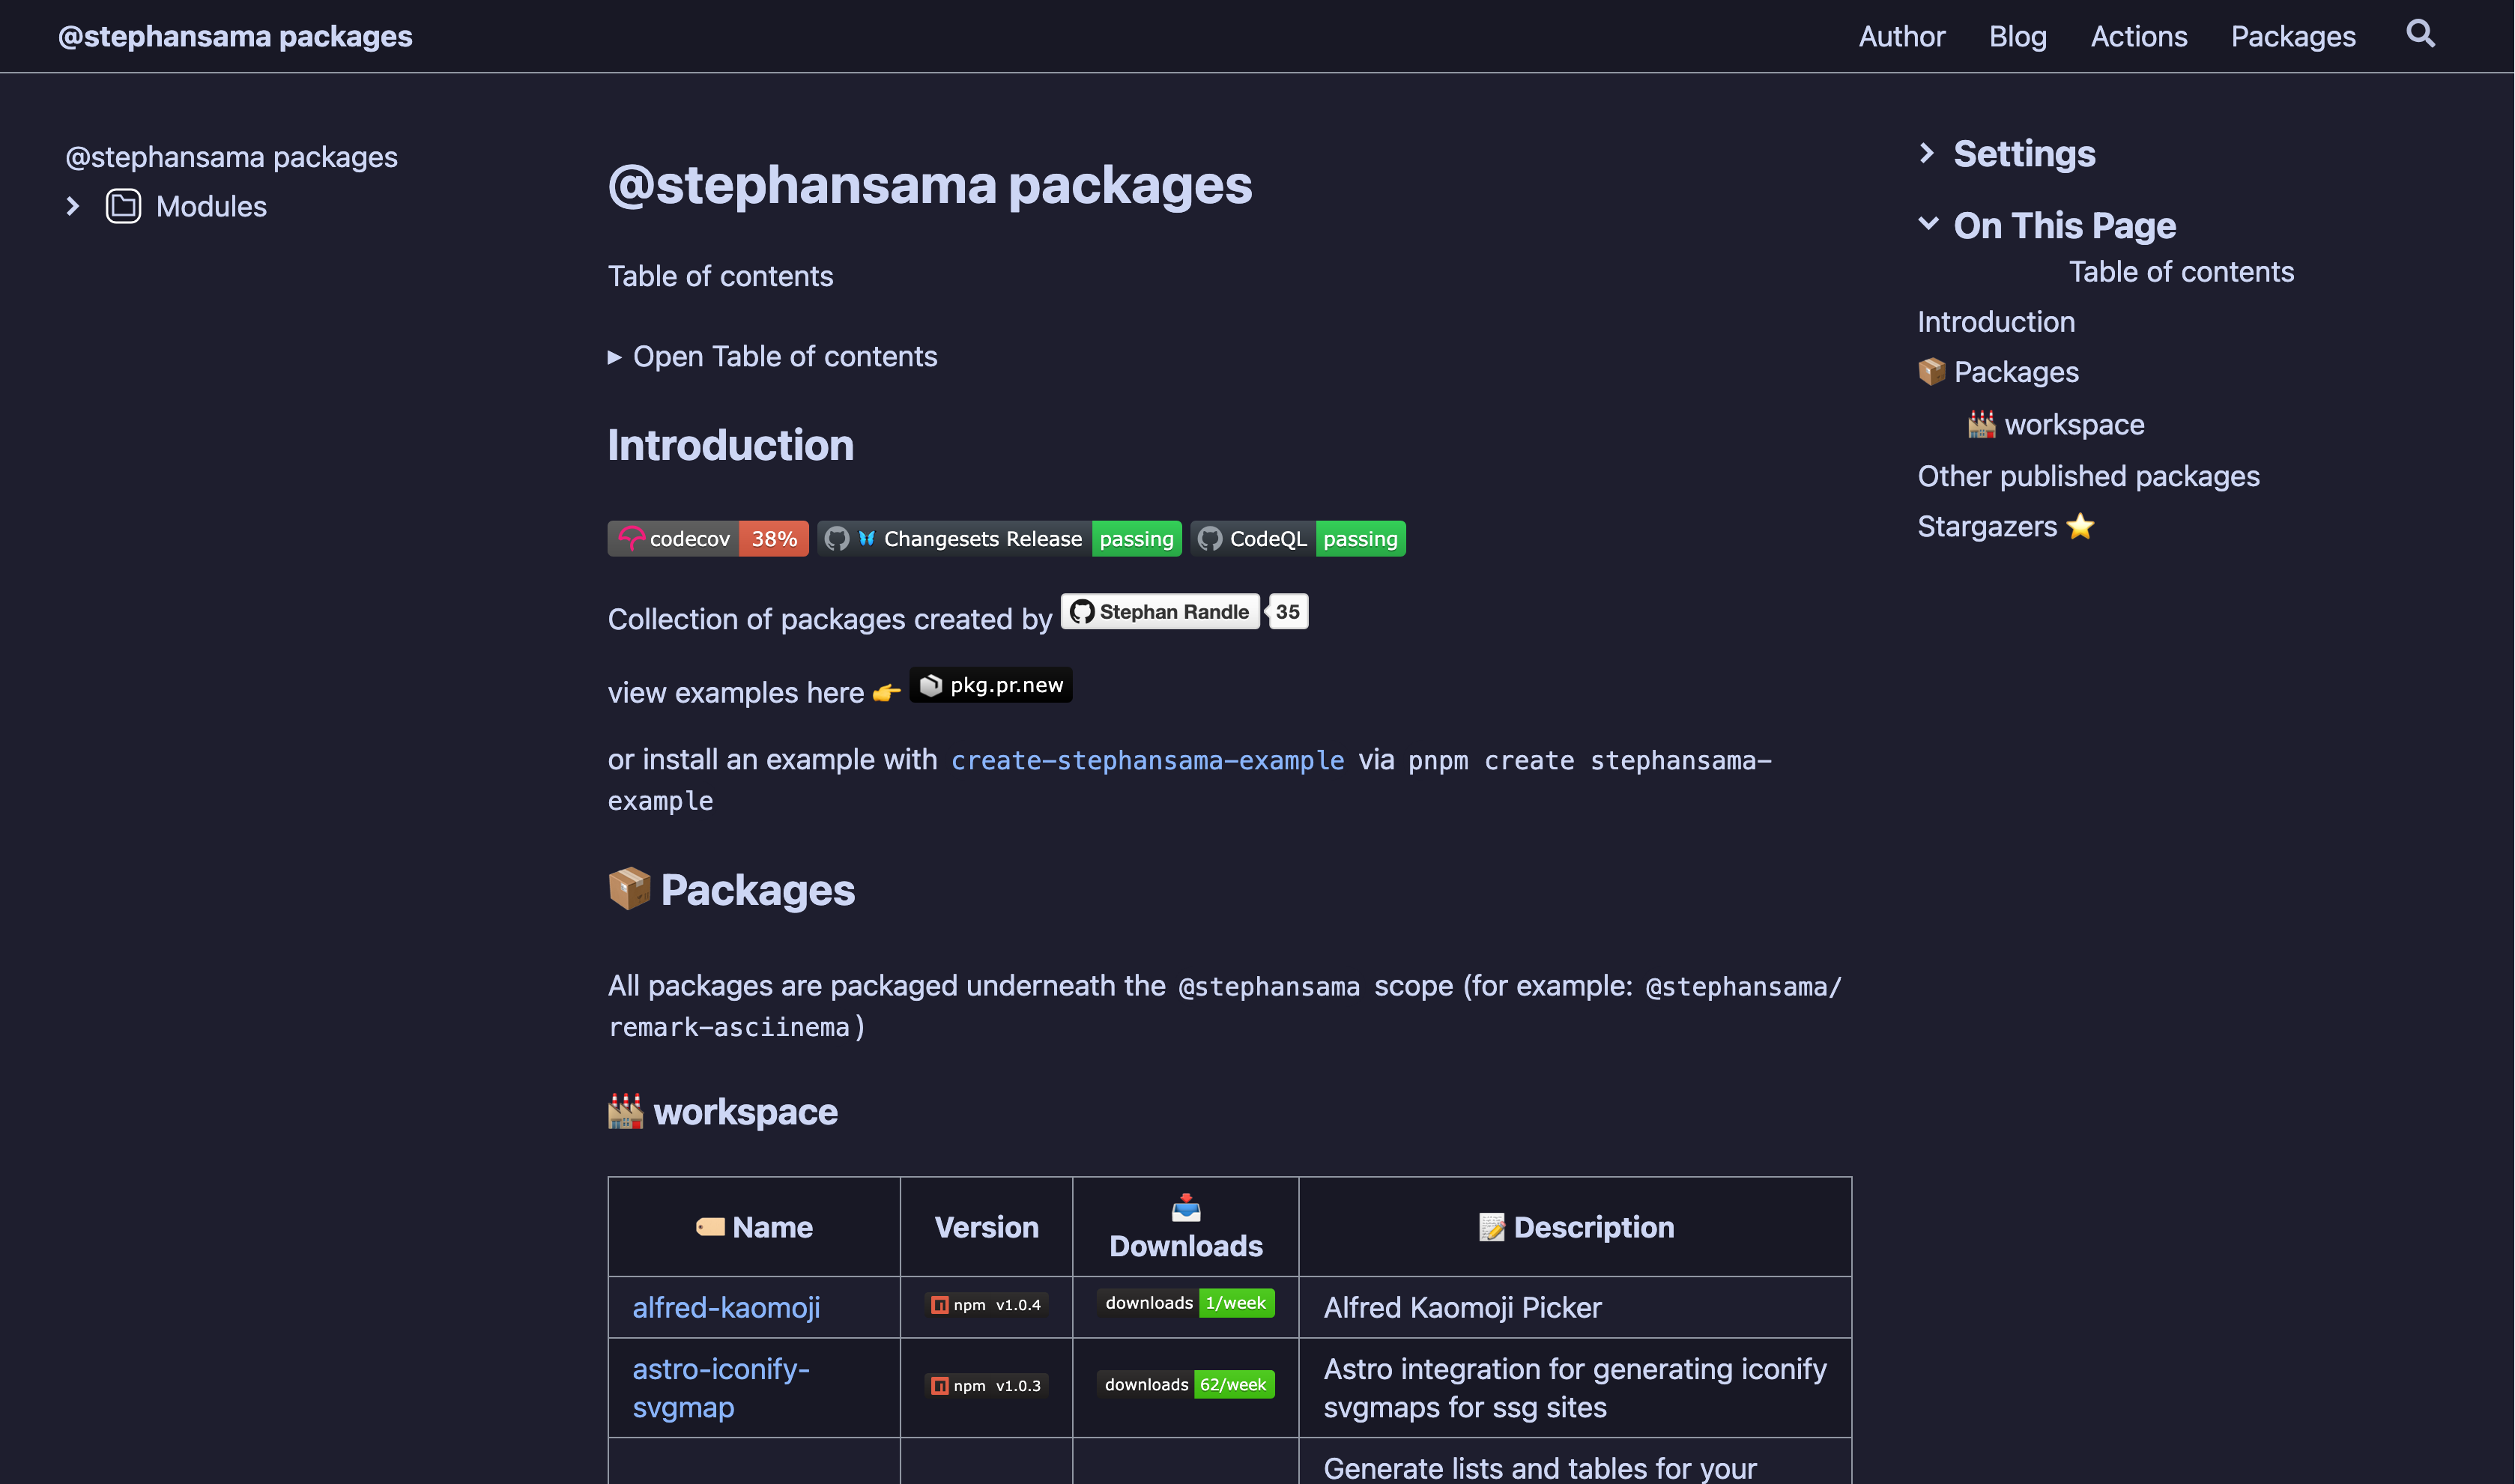 @stephansama packages
Author Blog Actions Packages
@stephansama packages
Modules
@stephansama packages
Table of contents
Open Table of contents
Introduction
codecov 38% Changesets Release passing CodeQL passing
Collection of packages created by Stephan Randle 35
view examples here 👉 pkg.pr.new
or install an example with create-stephansama-example via pnpm create stephansama-
example
📦 Packages
All packages are packaged underneath the @stephansama scope (for example: @stephansama/
remark-asciinema)
🏭 workspace
🏷️ Name Version 📥 Downloads 📝 Description
alfred-kaomoji npm v1.0.4 downloads 1/week Alfred Kaomoji Picker
astro-iconify- npm v1.0.3 downloads 62/week Astro integration for generating iconify
svgmap svgmaps for ssg sites
Generate lists and tables for your
Settings
On This Page
Table of contents
Introduction
📦 Packages
🏭 workspace
Other published packages
Stargazers ⭐